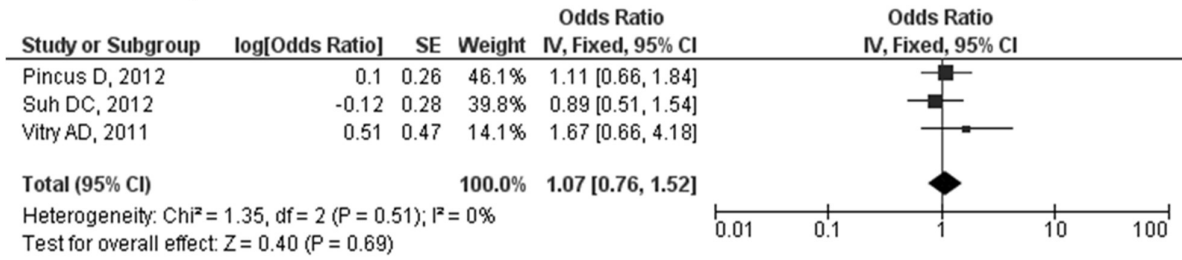 Odds Ratio Odds Ratio
Study or Subgroup log[Odds Ratio] SE Weight IV, Fixed, 95% CI IV, Fixed, 95% CI
Pincus D, 2012 0.1 0.26 46.1% 1.11 [0.66, 1.84]
Suh DC, 2012 -0.12 0.28 39.8% 0.89 [0.51, 1.54]
Vitry AD, 2011 0.51 0.47 14.1% 1.67 [0.66, 4.18]
Total (95% CI) 100.0% 1.07 [0.76, 1.52]
Heterogeneity: Chi² = 1.35, df = 2 (P = 0.51); I² = 0%
Test for overall effect: Z = 0.40 (P = 0.69)
0.01 0.1 1 10 100